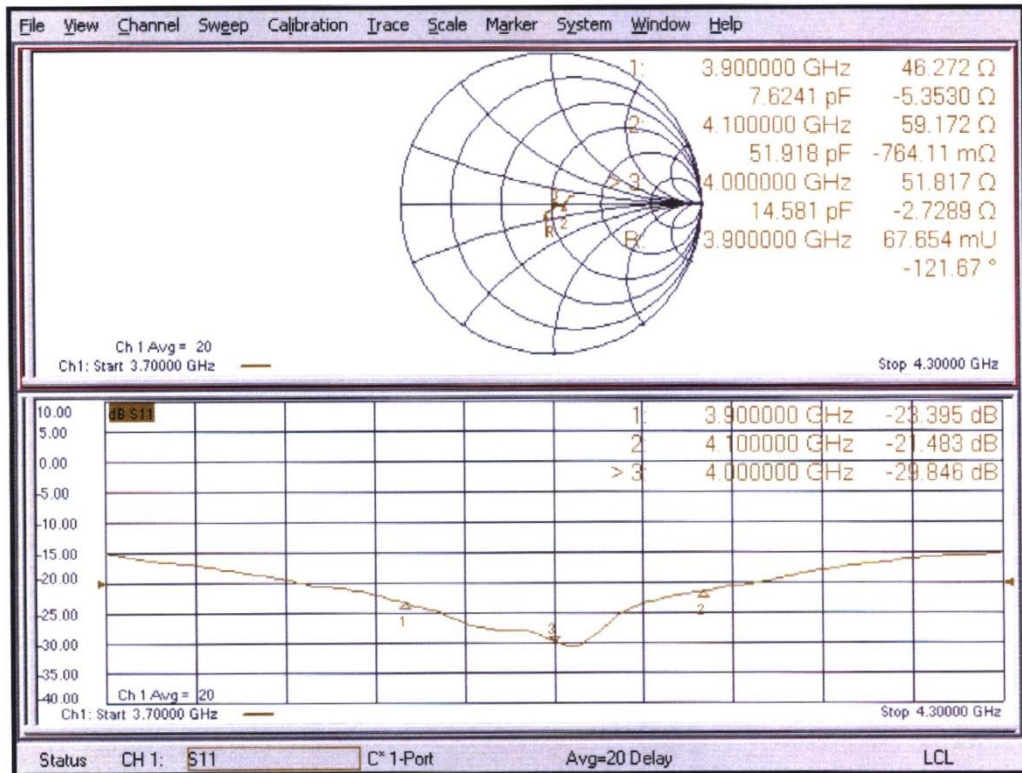 File View Channel Sweep Calibration Trace Scale Marker System Window Help
1: 3.900000 GHz 46.272 Ω
7.6241 pF -5.3530 Ω
2: 4.100000 GHz 59.172 Ω
51.918 pF -764.11 mΩ
> 3: 4.000000 GHz 51.817 Ω
14.581 pF -2.7289 Ω
R: 3.900000 GHz 67.654 mU
-121.67 °
R 2
Ch 1 Avg = 20
Ch1: Start 3.70000 GHz Stop 4.30000 GHz
dB S11
10.00
5.00
0.00
-5.00
-10.00
-15.00
-20.00
-25.00
-30.00
-35.00
-40.00
1: 3.900000 GHz -23.395 dB
2: 4.100000 GHz -21.483 dB
> 3: 4.000000 GHz -29.846 dB
1
3
2
Ch 1 Avg = 20
Ch1: Start 3.70000 GHz Stop 4.30000 GHz
Status CH 1: S11 C* 1-Port Avg=20 Delay LCL